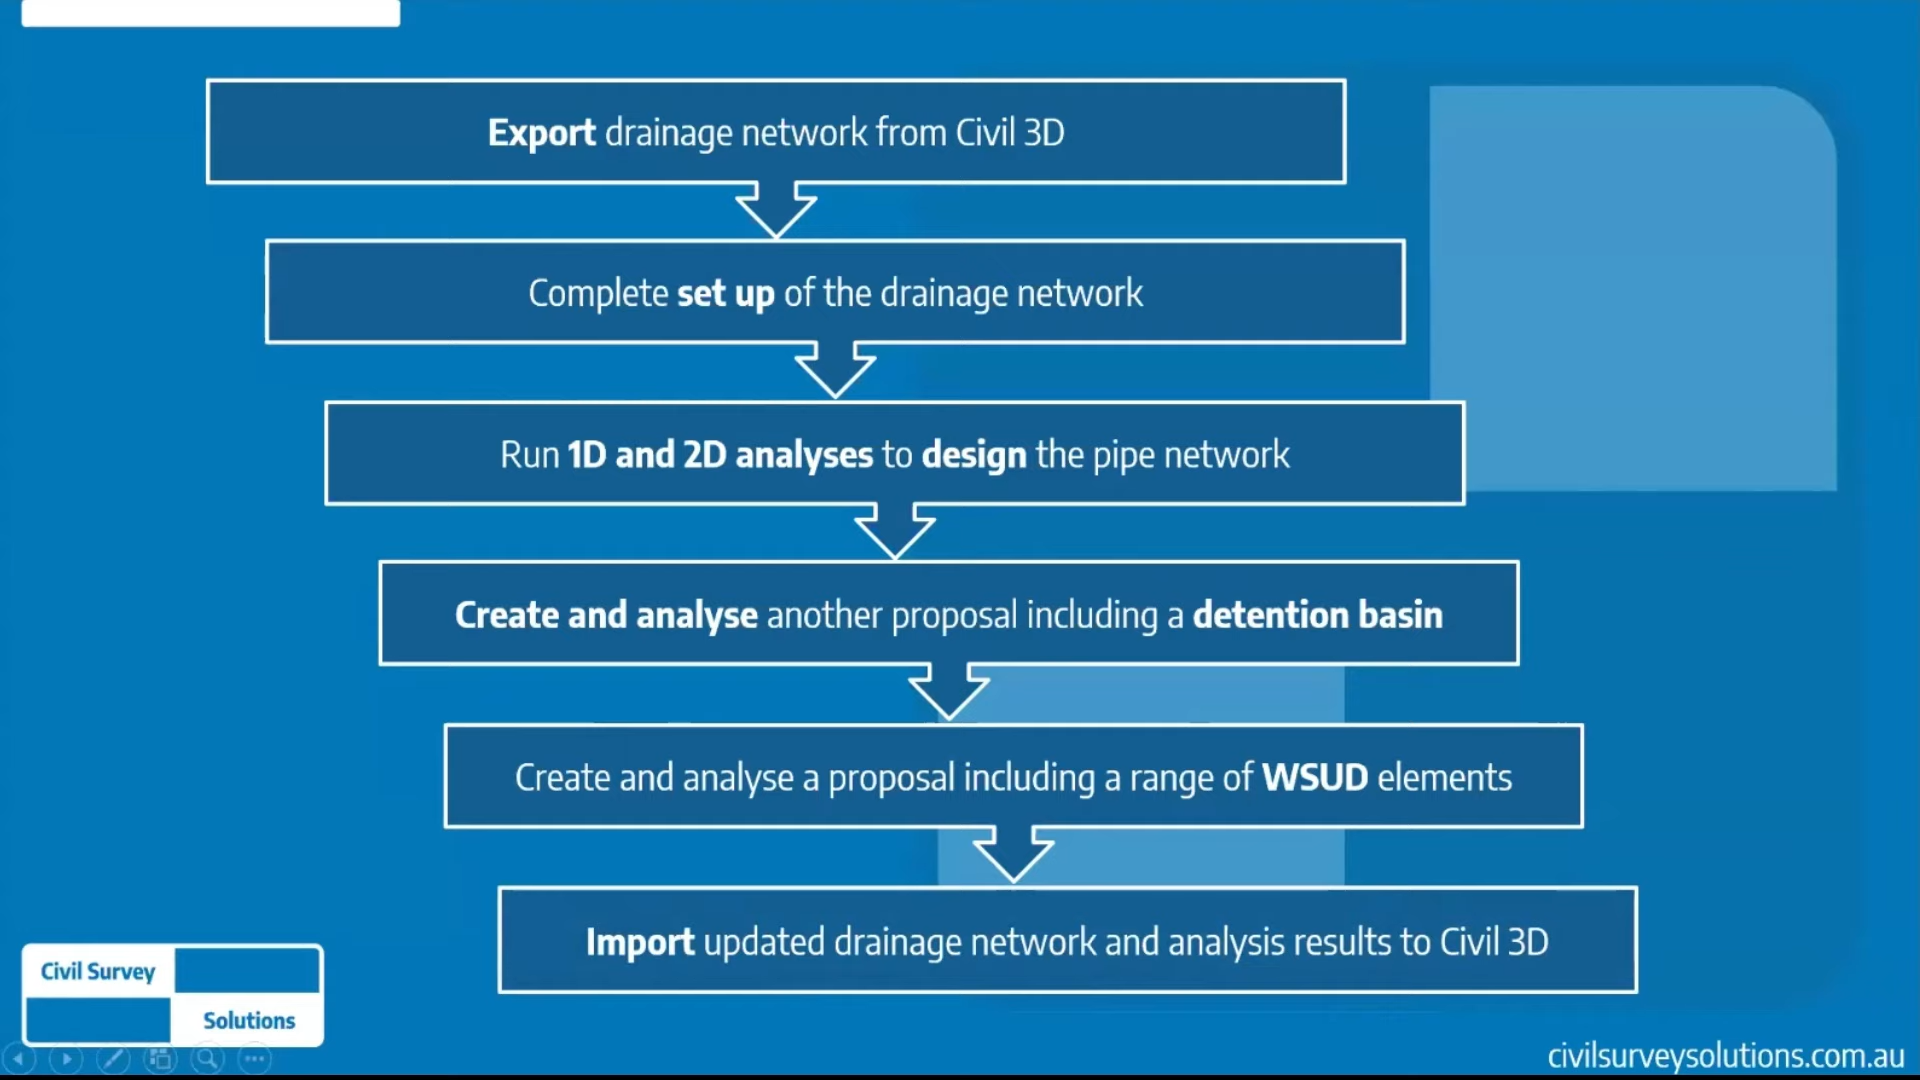 Export drainage network from Civil 3D
Complete set up of the drainage network
Run 1D and 2D analyses to design the pipe network
Create and analyse another proposal including a detention basin
Create and analyse a proposal including a range of WSUD elements
Import updated drainage network and analysis results to Civil 3D
Civil Survey
Solutions
civilsurveysolutions.com.au